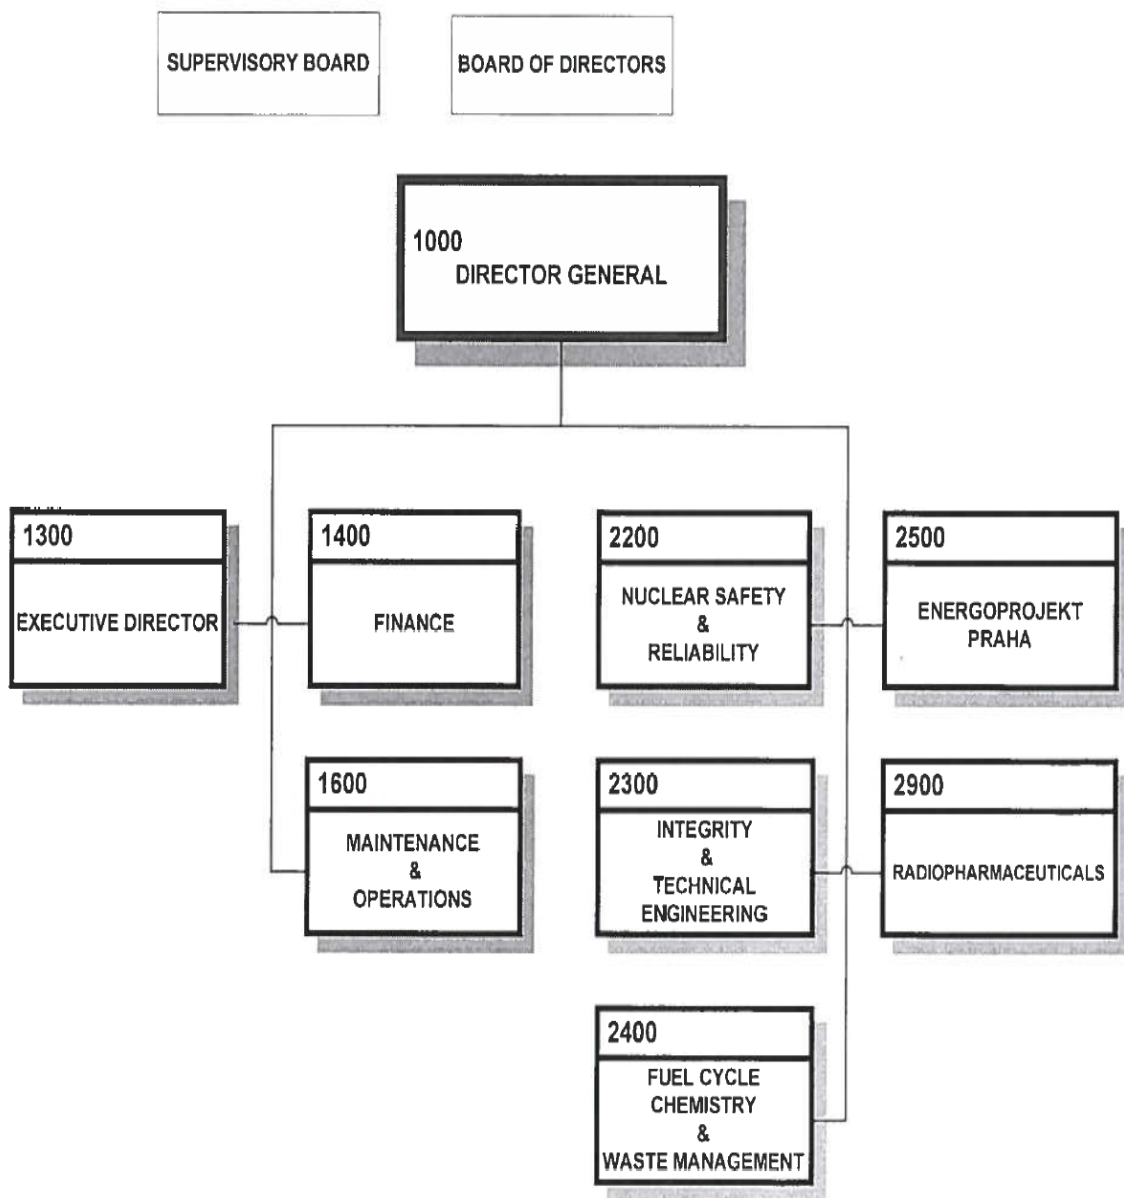 SUPERVISORY BOARD
BOARD OF DIRECTORS
1000
DIRECTOR GENERAL
1300
EXECUTIVE DIRECTOR
1400
FINANCE
2200
NUCLEAR SAFETY
&
RELIABILITY
2500
ENERGOPROJEKT
PRAHA
1600
MAINTENANCE
&
OPERATIONS
2300
INTEGRITY
&
TECHNICAL
ENGINEERING
2900
RADIOPHARMACEUTICALS
2400
FUEL CYCLE
CHEMISTRY
&
WASTE MANAGEMENT